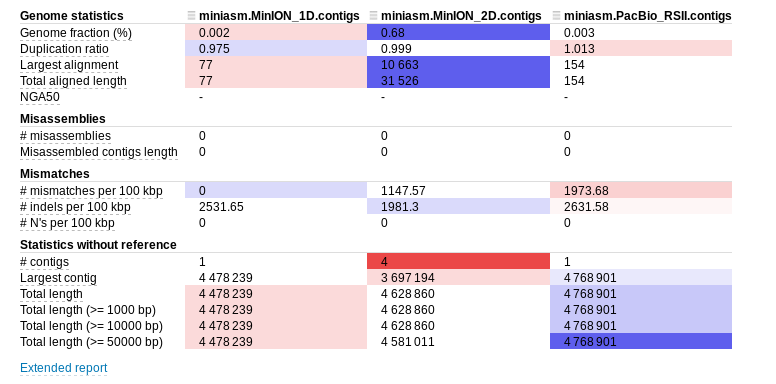 Genome statistics miniasm.MinION_1D.contigs miniasm.MinION_2D.contigs miniasm.PacBio_RSII.contigs
Genome fraction (%) 0.002 0.68 0.003
Duplication ratio 0.975 0.999 1.013
Largest alignment 77 10 663 154
Total aligned length 77 31 526 154
NGA50 - - -
Misassemblies
# misassemblies 0 0 0
Misassembled contigs length 0 0 0
Mismatches
# mismatches per 100 kbp 0 1147.57 1973.68
# indels per 100 kbp 2531.65 1981.3 2631.58
# N's per 100 kbp 0 0 0
Statistics without reference
# contigs 1 4 1
Largest contig 4 478 239 3 697 194 4 768 901
Total length 4 478 239 4 628 860 4 768 901
Total length (>= 1000 bp) 4 478 239 4 628 860 4 768 901
Total length (>= 10000 bp) 4 478 239 4 628 860 4 768 901
Total length (>= 50000 bp) 4 478 239 4 581 011 4 768 901
Extended report